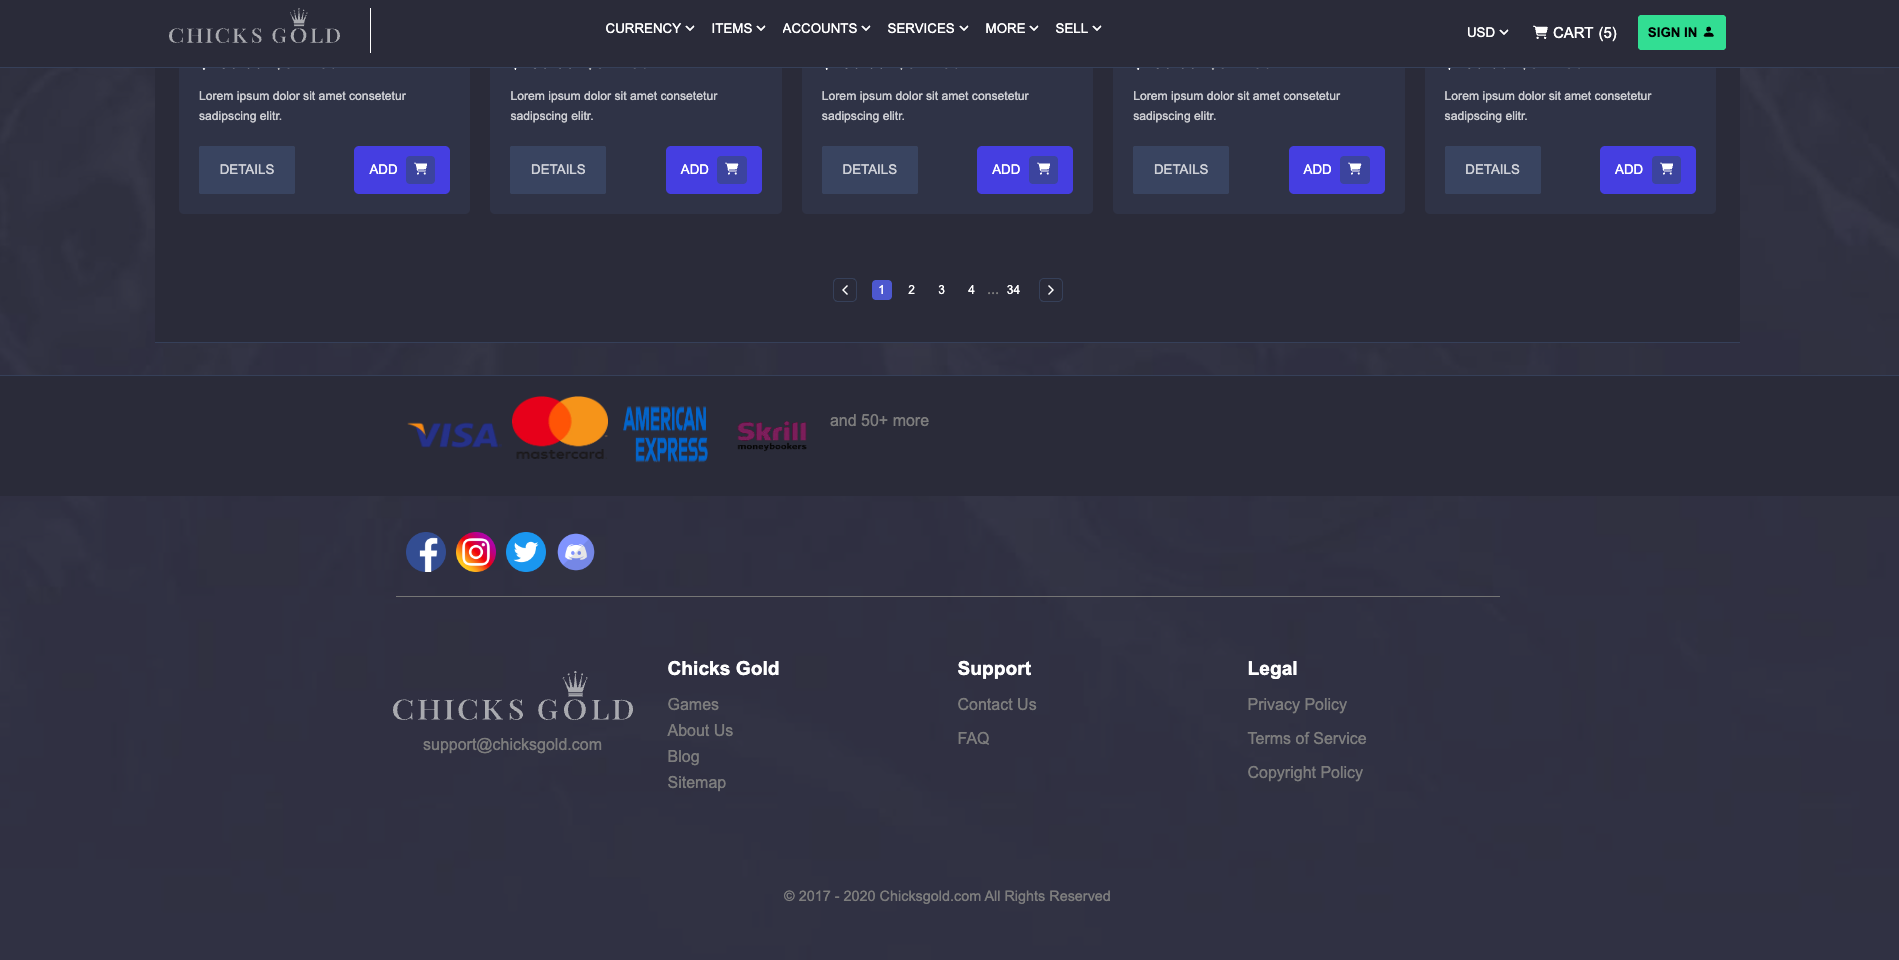 CHICKS GOLD
CURRENCY ITEMS ACCOUNTS SERVICES MORE SELL
USD CART (5) SIGN IN
Lorem ipsum dolor sit amet consetetur
sadipscing elitr.
DETAILS ADD
Lorem ipsum dolor sit amet consetetur
sadipscing elitr.
DETAILS ADD
Lorem ipsum dolor sit amet consetetur
sadipscing elitr.
DETAILS ADD
Lorem ipsum dolor sit amet consetetur
sadipscing elitr.
DETAILS ADD
Lorem ipsum dolor sit amet consetetur
sadipscing elitr.
DETAILS ADD
1 2 3 4 ... 34
VISA
mastercard
AMERICAN
EXPRESS
Skrill
moneybookers
and 50+ more
CHICKS GOLD
support@chicksgold.com
Chicks Gold
Games
About Us
Blog
Sitemap
Support
Contact Us
FAQ
Legal
Privacy Policy
Terms of Service
Copyright Policy
© 2017 - 2020 Chicksgold.com All Rights Reserved